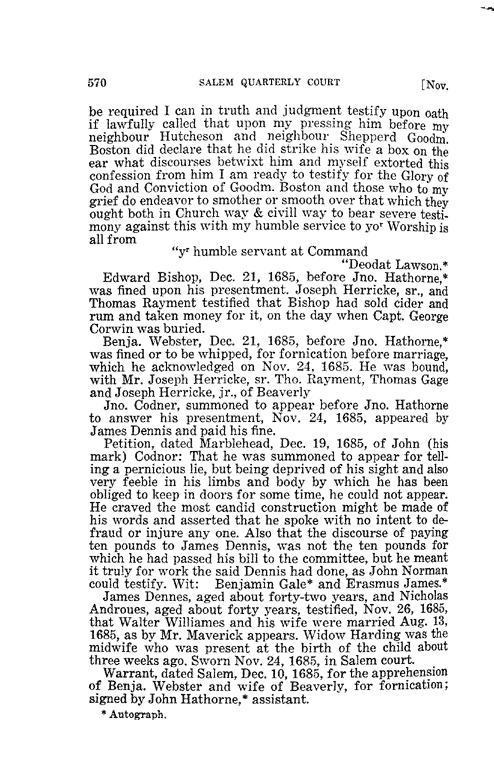 570 SALEM QUARTERLY COURT [Nov.
be required I can in truth and judgment testify upon oath
if lawfully called that upon my pressing him before my
neighbour Hutcheson and neighbour Shepperd Goodm.
Boston did declare that he did strike his wife a box on the
ear what discourses betwixt him and myself extorted this
confession from him I am ready to testify for the Glory of
God and Conviction of Goodm. Boston and those who to my
grief do endeavor to smother or smooth over that which they
ought both in Church way & civill way to bear severe testi-
mony against this with my humble service to yor Worship is
all from
"yr humble servant at Command
"Deodat Lawson.*
Edward Bishop, Dec. 21, 1685, before Jno. Hathorne,*
was fined upon his presentment. Joseph Herricke, sr., and
Thomas Rayment testified that Bishop had sold cider and
rum and taken money for it, on the day when Capt. George
Corwin was buried.
Benja. Webster, Dec. 21, 1685, before Jno. Hathorne,*
was fined or to be whipped, for fornication before marriage,
which he acknowledged on Nov. 24, 1685. He was bound,
with Mr. Joseph Herricke, sr. Tho. Rayment, Thomas Gage
and Joseph Herricke, jr., of Beaverly
Jno. Codner, summoned to appear before Jno. Hathorne
to answer his presentment, Nov. 24, 1685, appeared by
James Dennis and paid his fine.
Petition, dated Marblehead, Dec. 19, 1685, of John (his
mark) Codnor: That he was summoned to appear for tell-
ing a pernicious lie, but being deprived of his sight and also
very feeble in his limbs and body by which he has been
obliged to keep in doors for some time, he could not appear.
He craved the most candid construction might be made of
his words and asserted that he spoke with no intent to de-
fraud or injure any one. Also that the discourse of paying
ten pounds to James Dennis, was not the ten pounds for
which he had passed his bill to the committee, but he meant
it truly for work the said Dennis had done, as John Norman
could testify. Wit: Benjamin Gale* and Erasmus James.*
James Dennes, aged about forty-two years, and Nicholas
Androues, aged about forty years, testified, Nov. 26, 1685,
that Walter Williames and his wife were married Aug. 13,
1685, as by Mr. Maverick appears. Widow Harding was the
midwife who was present at the birth of the child about
three weeks ago. Sworn Nov. 24, 1685, in Salem court.
Warrant, dated Salem, Dec. 10, 1685, for the apprehension
of Benja. Webster and wife of Beaverly, for fornication;
signed by John Hathorne,* assistant.
* Autograph.